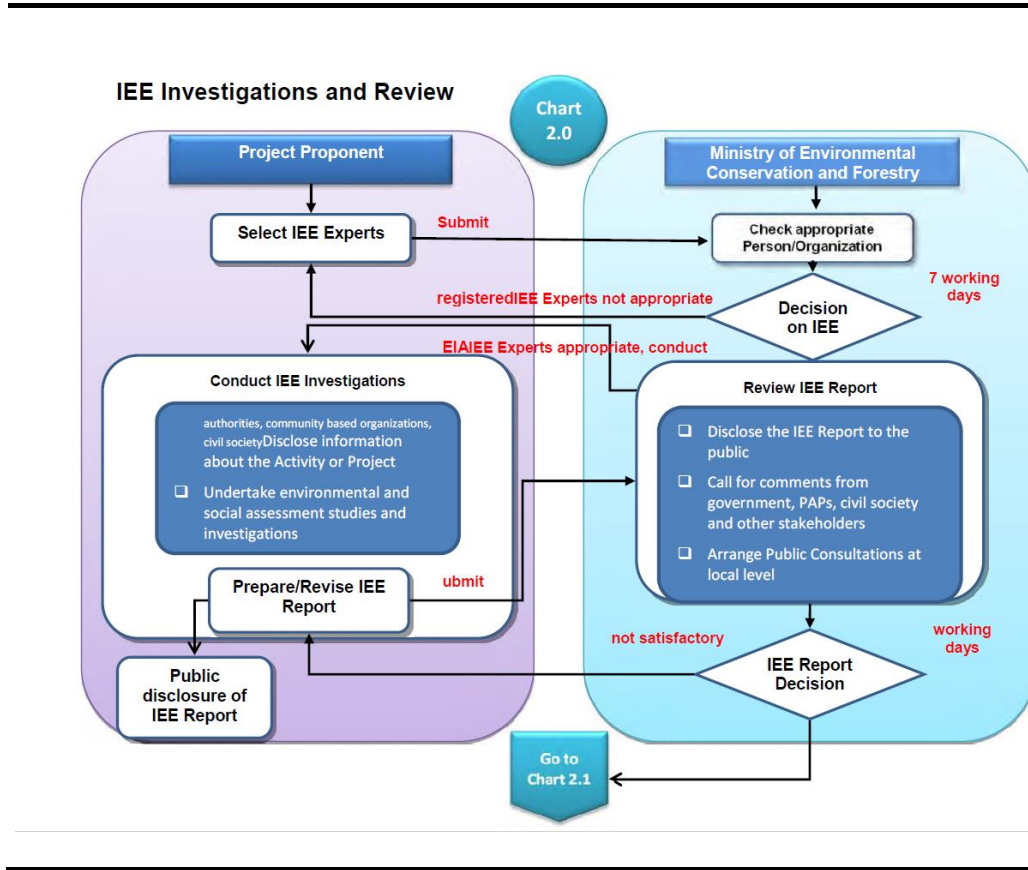 IEE Investigations and Review
Chart
2.0
Project Proponent
Ministry of Environmental
Conservation and Forestry
Select IEE Experts
Submit
Check appropriate
Person/Organization
7 working
days
registeredIEE Experts not appropriate
Decision
on IEE
EIAIEE Experts appropriate, conduct
Conduct IEE Investigations
authorities, community based organizations,
civil societyDisclose information
about the Activity or Project
❑ Undertake environmental and
social assessment studies and
investigations
Review IEE Report
❑ Disclose the IEE Report to the
public
❑ Call for comments from
government, PAPs, civil society
and other stakeholders
❑ Arrange Public Consultations at
local level
Prepare/Revise IEE
Report
ubmit
not satisfactory
working
days
IEE Report
Decision
Public
disclosure of
IEE Report
Go to
Chart 2.1